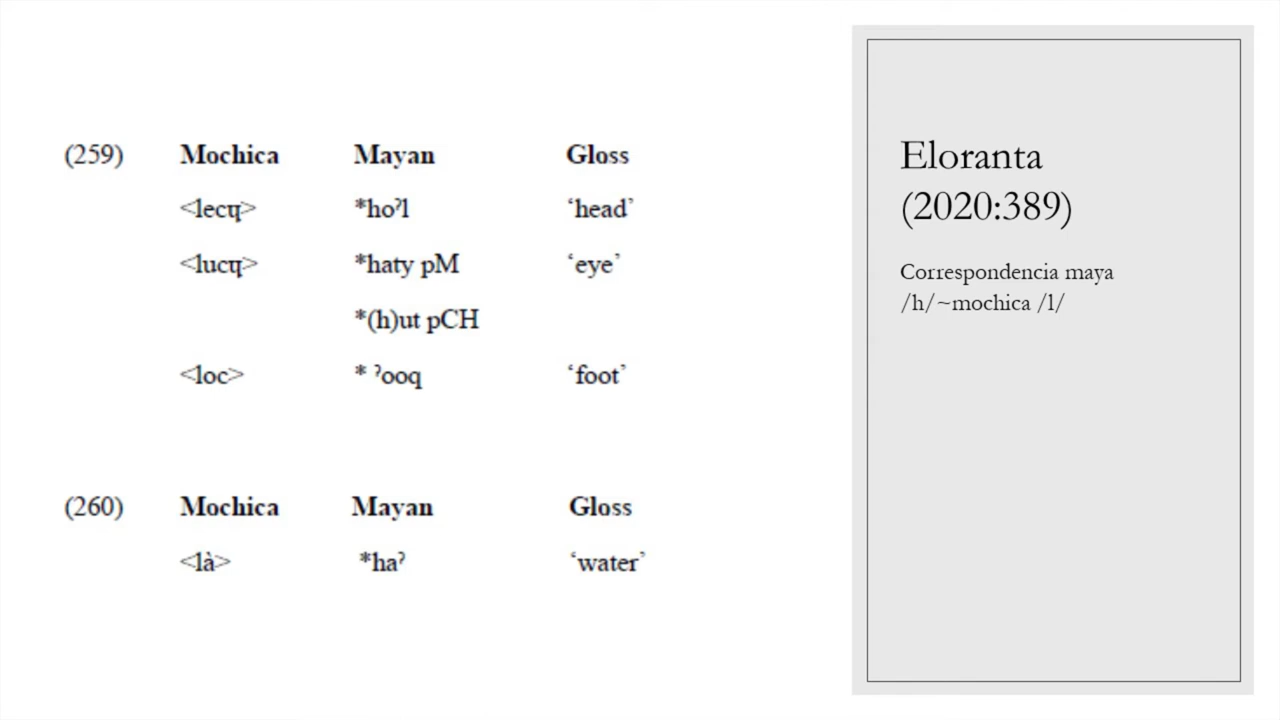 (259) Mochica Mayan Gloss
<lecɥ> *hoˀl ‘head’
<lucɥ> *haty pM ‘eye’
*(h)ut pCH
<loc> * ˀooq ‘foot’
(260) Mochica Mayan Gloss
<là> *haˀ ‘water’
Eloranta
(2020:389)
Correspondencia maya
/h/~mochica /l/